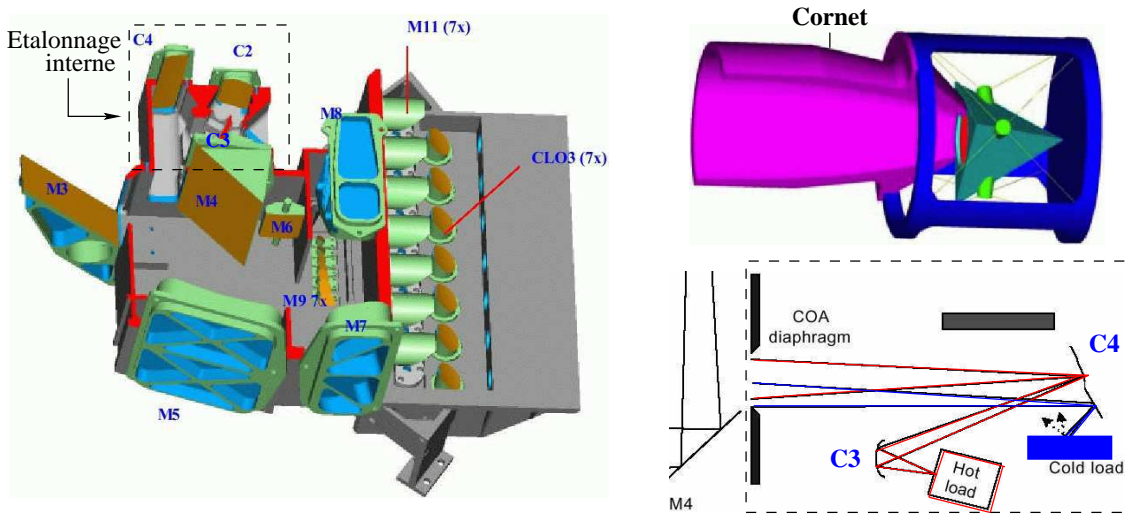 Etalonnage
interne
C4
C2
C3
M11 (7x)
M8
CLO3 (7x)
M3
M4
M6
M9 7x
M7
M5
Cornet
COA
diaphragm
C4
C3
Hot
load
Cold load
M4